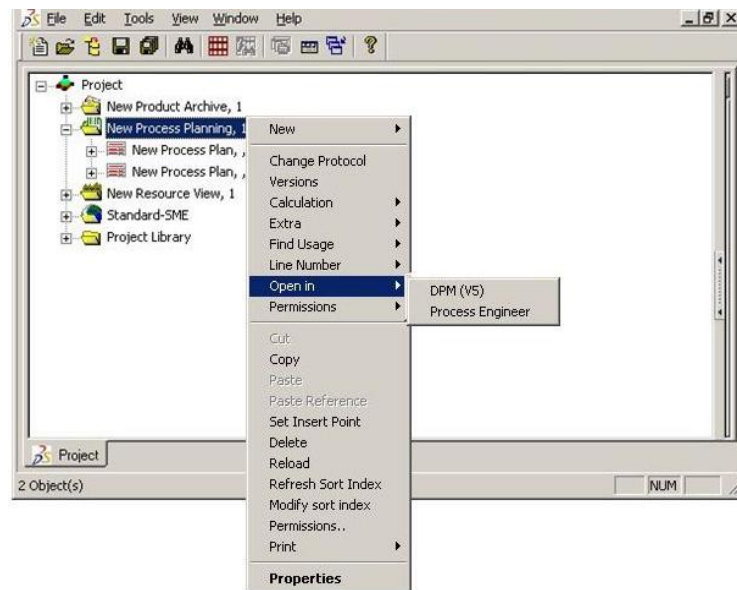 File Edit Tools View Window Help
Project
New Product Archive, 1
New Process Planning, 1
New Process Plan, ,
New Process Plan, ,
New Resource View, 1
Standard-SME
Project Library
New
Change Protocol
Versions
Calculation
Extra
Find Usage
Line Number
Open in
Permissions
DPM (V5)
Process Engineer
Cut
Copy
Paste
Paste Reference
Set Insert Point
Delete
Reload
Refresh Sort Index
Modify sort index
Permissions..
Print
Properties
Project
2 Object(s)
NUM